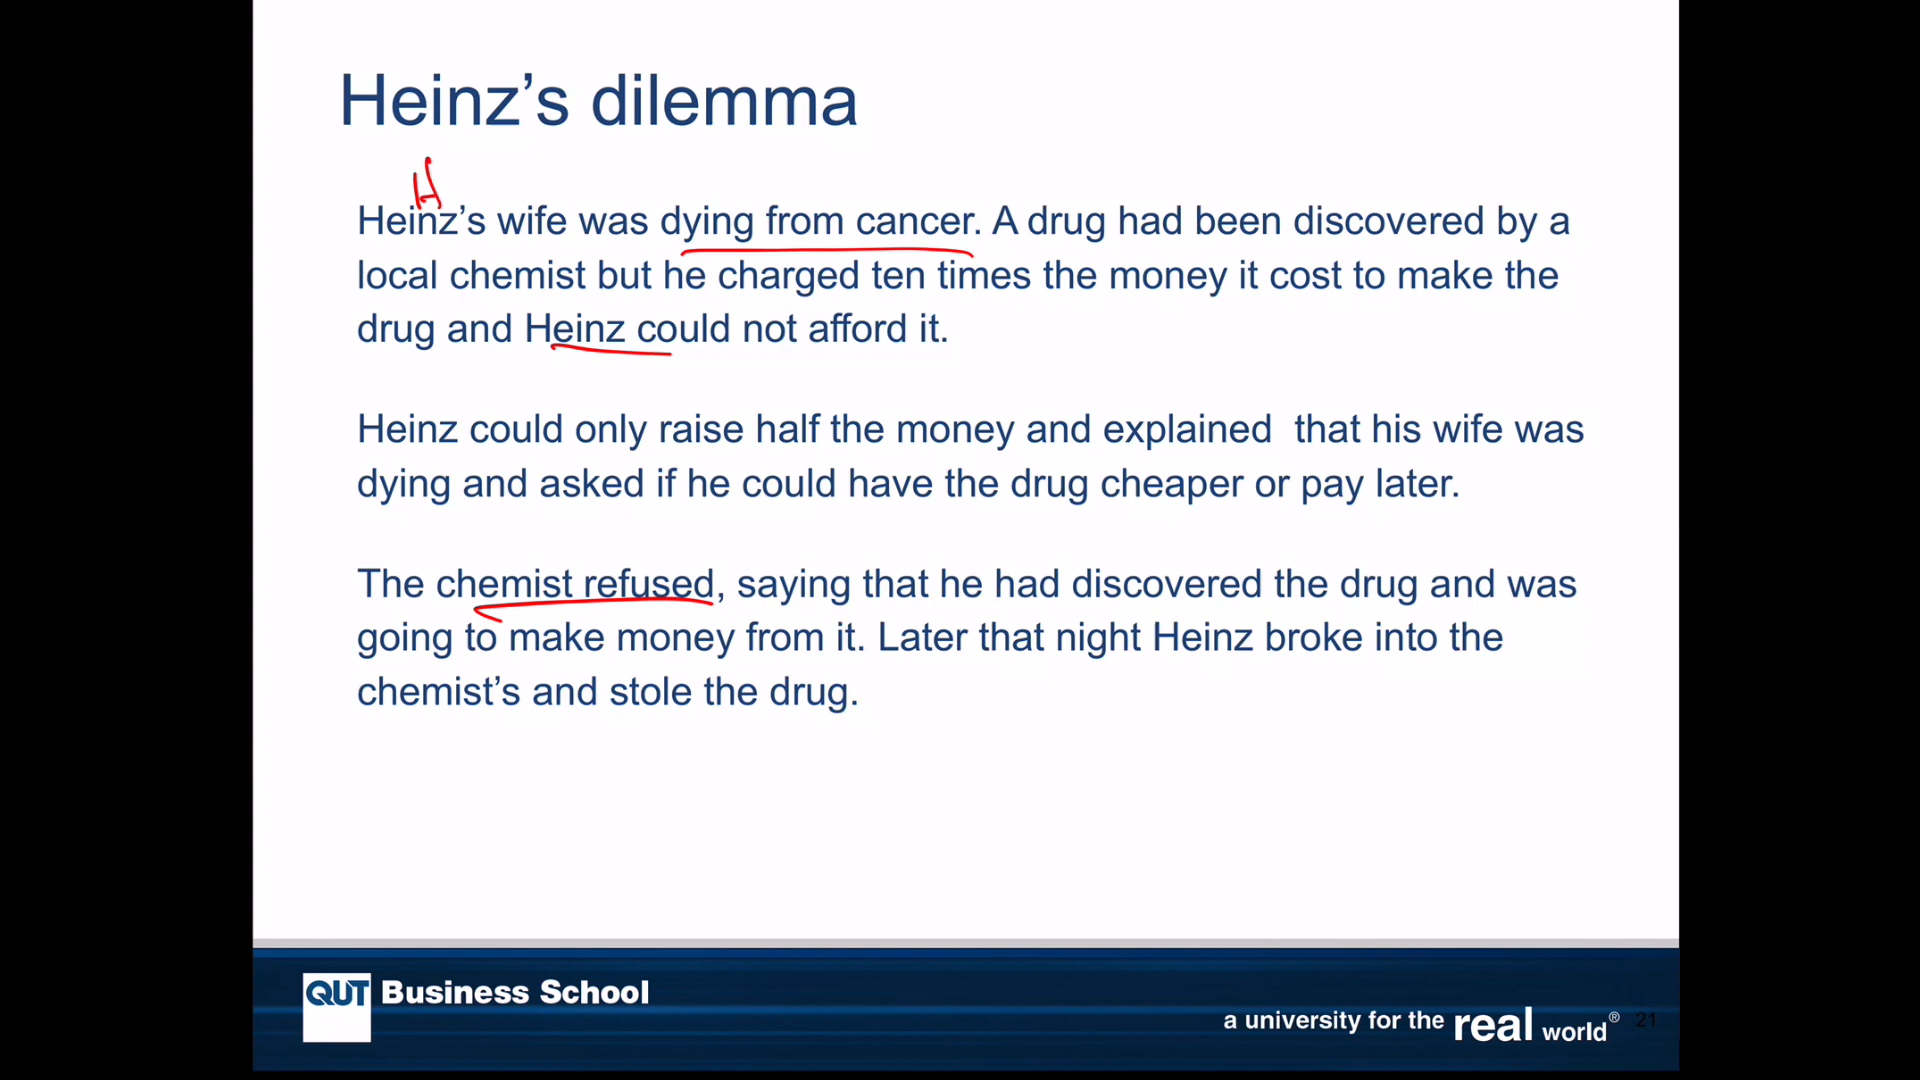 Heinz’s dilemma
H
Heinz’s wife was dying from cancer. A drug had been discovered by a
local chemist but he charged ten times the money it cost to make the
drug and Heinz could not afford it.
Heinz could only raise half the money and explained  that his wife was
dying and asked if he could have the drug cheaper or pay later.
The chemist refused, saying that he had discovered the drug and was
going to make money from it. Later that night Heinz broke into the
chemist’s and stole the drug.
QUT Business School
a university for the real world® 21